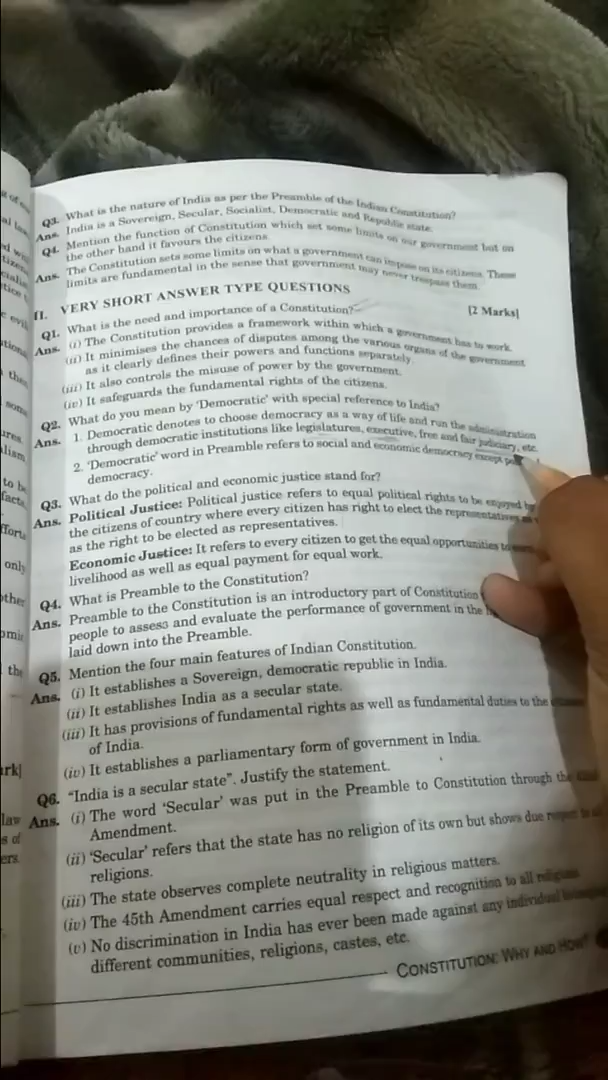 Q3. What is the nature of India as per the Preamble of the Indian Constitution?
Ans. India is a Sovereign, Secular, Socialist, Democratic and Republic state.
Q4. Mention the function of Constitution which set some limits on our government but on
the other hand it favours the citizens.
Ans. The Constitution sets some limits on what a government can impose on its citizens. These
limits are fundamental in the sense that government may never trespass them.
II. VERY SHORT ANSWER TYPE QUESTIONS [2 Marks]
Q1. What is the need and importance of a Constitution?
Ans. (i) The Constitution provides a framework within which a government has to work.
(ii) It minimises the chances of disputes among the various organs of the government
as it clearly defines their powers and functions separately.
(iii) It also controls the misuse of power by the government.
(iv) It safeguards the fundamental rights of the citizens.
Q2. What do you mean by 'Democratic' with special reference to India?
Ans. 1. Democratic denotes to choose democracy as a way of life and run the administration
through democratic institutions like legislatures, executive, free and fair judiciary, etc.
2. 'Democratic' word in Preamble refers to social and economic democracy except
democracy.
Q3. What do the political and economic justice stand for?
Ans. Political Justice: Political justice refers to equal political rights to be enjoyed by
the citizens of country where every citizen has right to elect the representatives as
as the right to be elected as representatives.
Economic Justice: It refers to every citizen to get the equal opportunities to
livelihood as well as equal payment for equal work.
Q4. What is Preamble to the Constitution?
Ans. Preamble to the Constitution is an introductory part of Constitution
people to assess and evaluate the performance of government in the
laid down into the Preamble.
Q5. Mention the four main features of Indian Constitution.
Ans. (i) It establishes a Sovereign, democratic republic in India.
(ii) It establishes India as a secular state.
(iii) It has provisions of fundamental rights as well as fundamental duties to the
of India.
(iv) It establishes a parliamentary form of government in India.
Q6. "India is a secular state". Justify the statement.
Ans. (i) The word 'Secular' was put in the Preamble to Constitution through the
Amendment.
(ii) 'Secular' refers that the state has no religion of its own but shows due respect to
religions.
(iii) The state observes complete neutrality in religious matters.
(iv) The 45th Amendment carries equal respect and recognition to all religions
(v) No discrimination in India has ever been made against any individual
different communities, religions, castes, etc.
CONSTITUTION: WHY AND HOW?